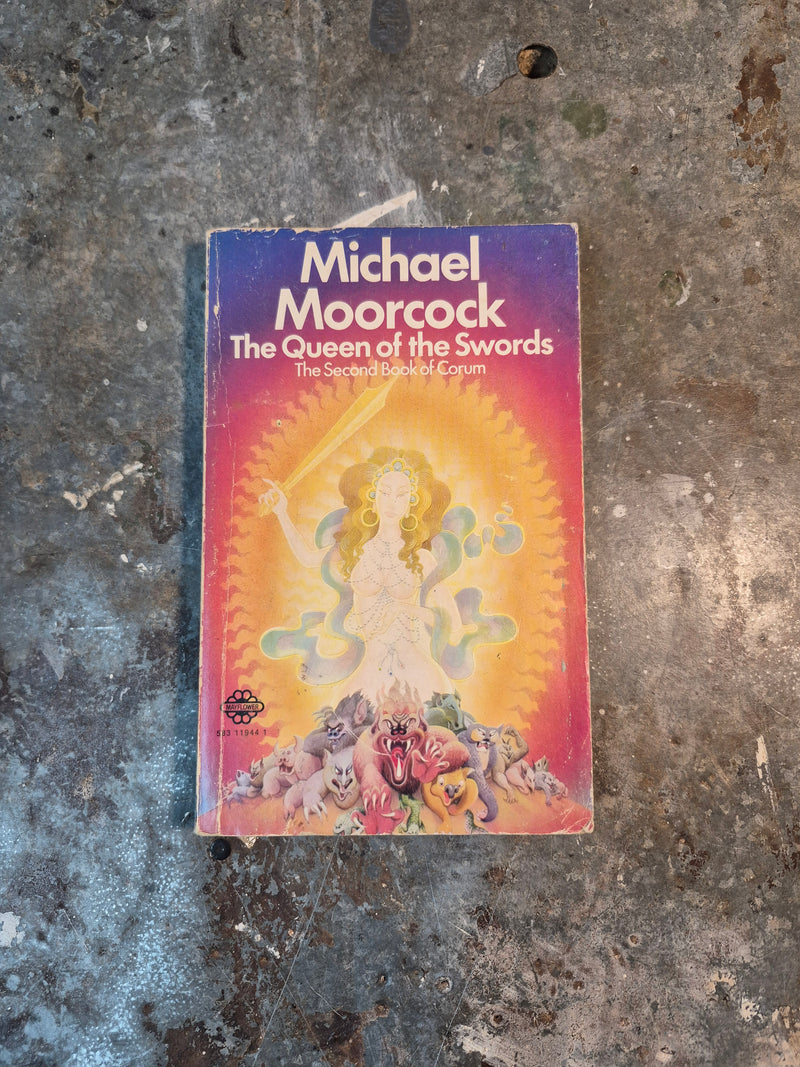 Michael
Moorcock
The Queen of the Swords
The Second Book of Corum
MAYFLOWER
583 11944 1